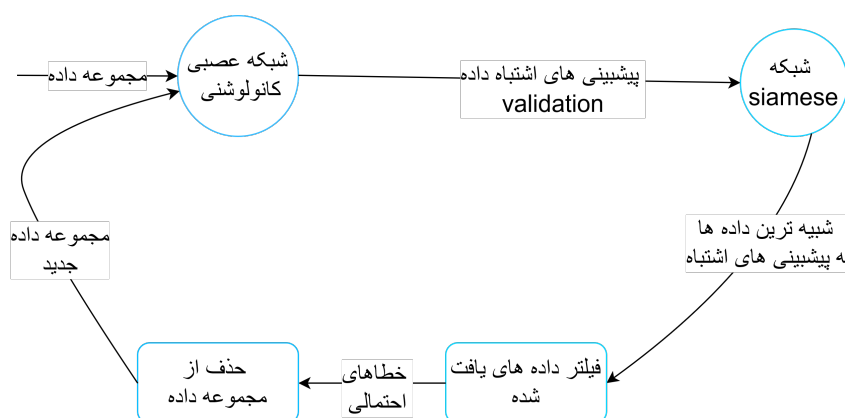 مجموعه داده
شبکه عصبی
کانولوشنی
پیشبینی های اشتباه داده
validation
شبکه
siamese
شبیه ترین داده ها
به پیشبینی های اشتباه
فیلتر داده های یافت
شده
خطاهای
احتمالی
حذف از
مجموعه داده
مجموعه داده
جدید